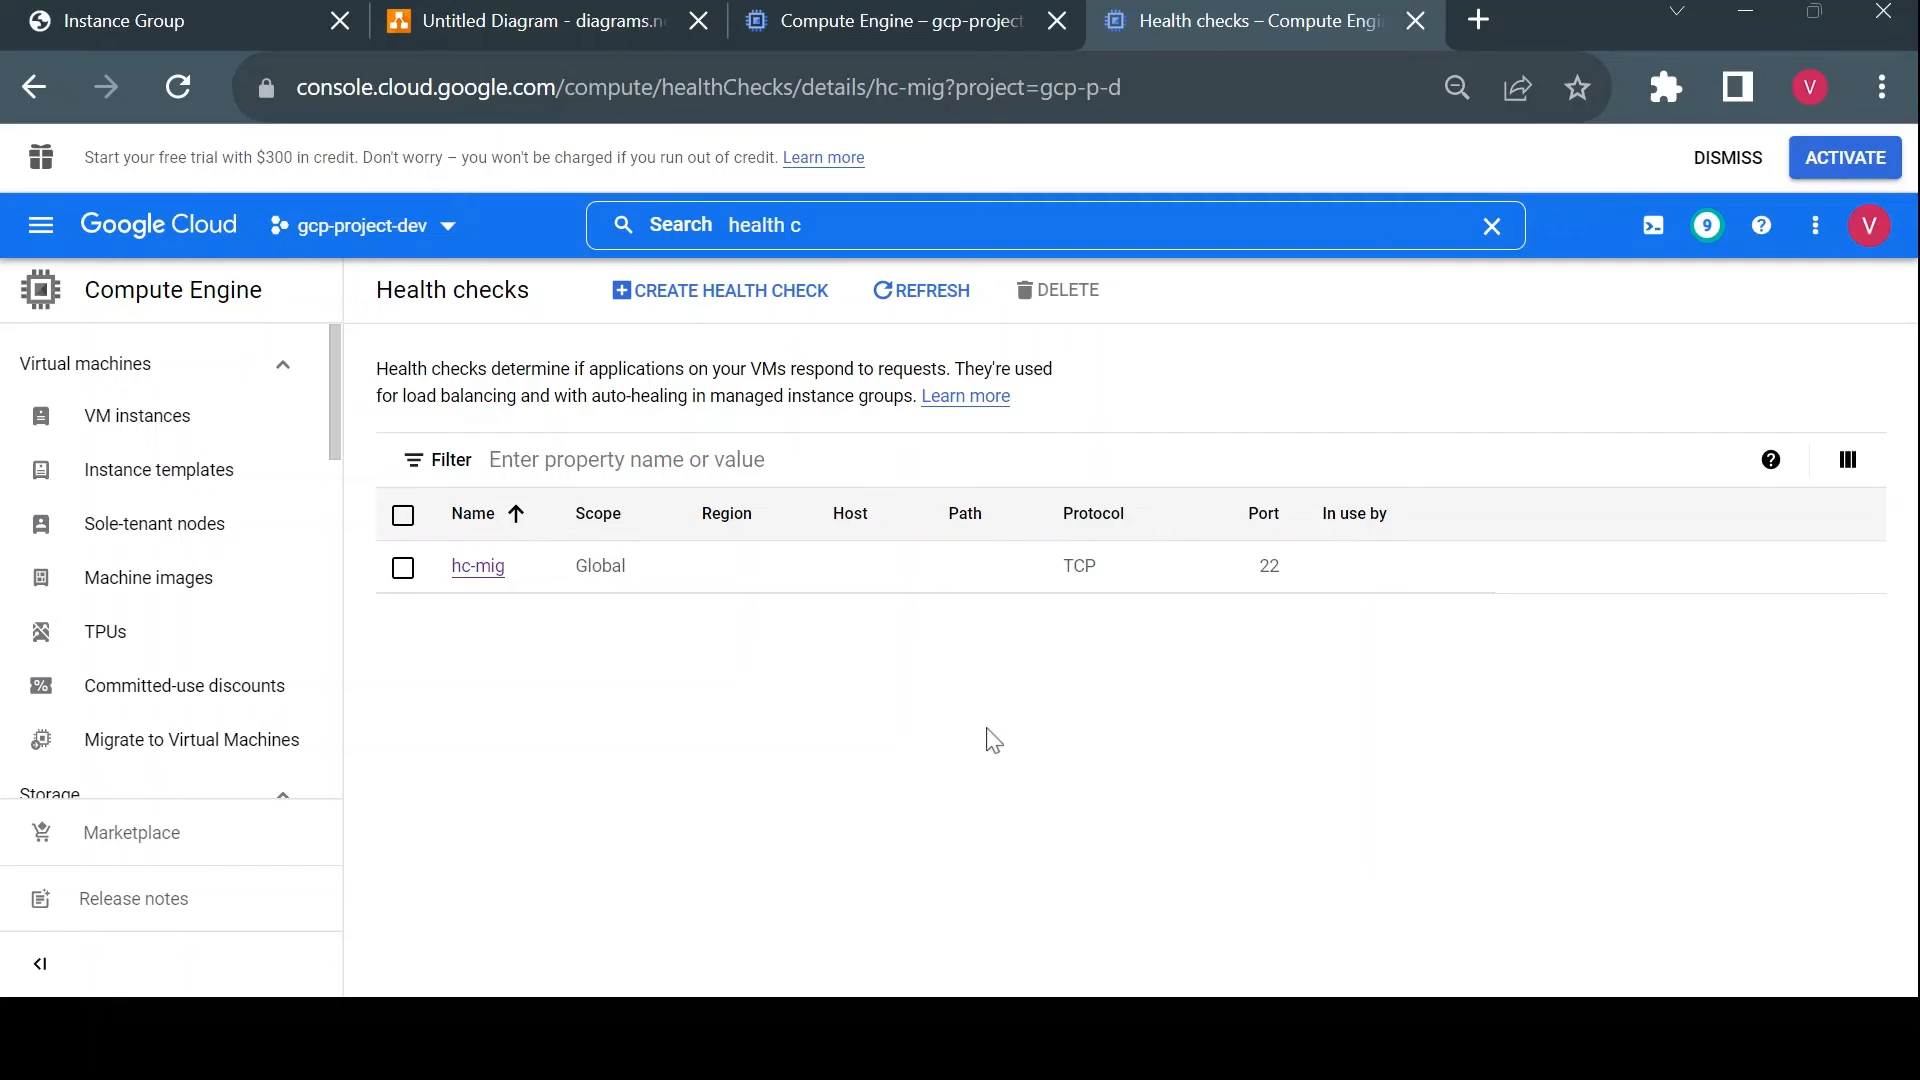 Instance Group
Untitled Diagram - diagrams.n
Compute Engine – gcp-project
Health checks – Compute Engi
console.cloud.google.com/compute/healthChecks/details/hc-mig?project=gcp-p-d
V
Start your free trial with $300 in credit. Don't worry – you won't be charged if you run out of credit. Learn more
DISMISS
ACTIVATE
Google Cloud
gcp-project-dev
Search health c
9
V
Compute Engine
Health checks
CREATE HEALTH CHECK
REFRESH
DELETE
Virtual machines
VM instances
Instance templates
Sole-tenant nodes
Machine images
TPUs
Committed-use discounts
Migrate to Virtual Machines
Storage
Marketplace
Release notes
Health checks determine if applications on your VMs respond to requests. They're used
for load balancing and with auto-healing in managed instance groups. Learn more
Filter Enter property name or value
Name Scope Region Host Path Protocol Port In use by
hc-mig Global TCP 22